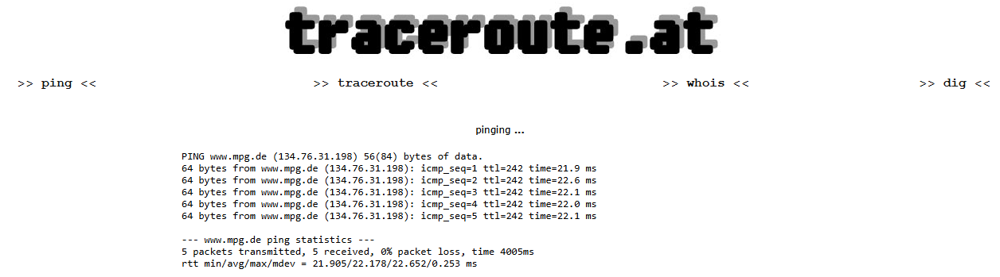 traceroute.at
>> ping << >> traceroute << >> whois << >> dig <<
pinging ...
PING www.mpg.de (134.76.31.198) 56(84) bytes of data.
64 bytes from www.mpg.de (134.76.31.198): icmp_seq=1 ttl=242 time=21.9 ms
64 bytes from www.mpg.de (134.76.31.198): icmp_seq=2 ttl=242 time=22.6 ms
64 bytes from www.mpg.de (134.76.31.198): icmp_seq=3 ttl=242 time=22.1 ms
64 bytes from www.mpg.de (134.76.31.198): icmp_seq=4 ttl=242 time=22.0 ms
64 bytes from www.mpg.de (134.76.31.198): icmp_seq=5 ttl=242 time=22.1 ms
--- www.mpg.de ping statistics ---
5 packets transmitted, 5 received, 0% packet loss, time 4005ms
rtt min/avg/max/mdev = 21.905/22.178/22.652/0.253 ms